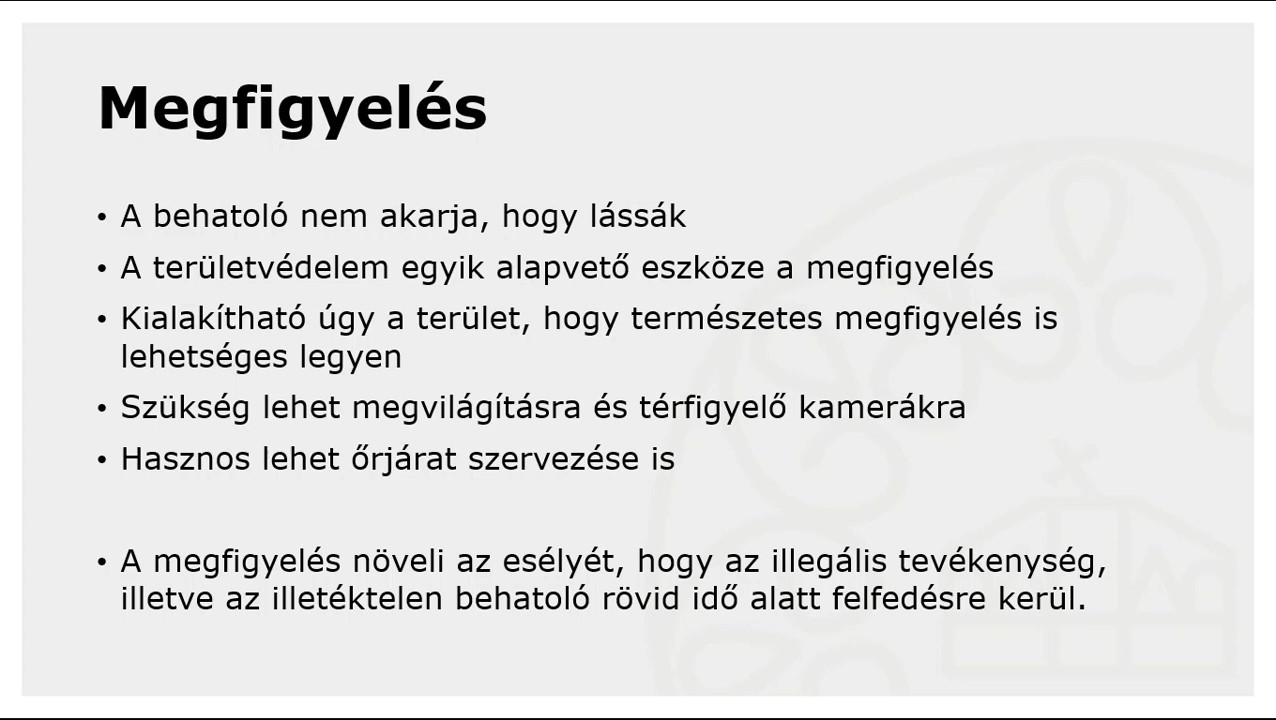 Megfigyelés
• A behatoló nem akarja, hogy lássák
• A területvédelem egyik alapvető eszköze a megfigyelés
• Kialakítható úgy a terület, hogy természetes megfigyelés is
lehetséges legyen
• Szükség lehet megvilágításra és térfigyelő kamerákra
• Hasznos lehet őrjárat szervezése is
• A megfigyelés növeli az esélyét, hogy az illegális tevékenység,
illetve az illetéktelen behatoló rövid idő alatt felfedésre kerül.